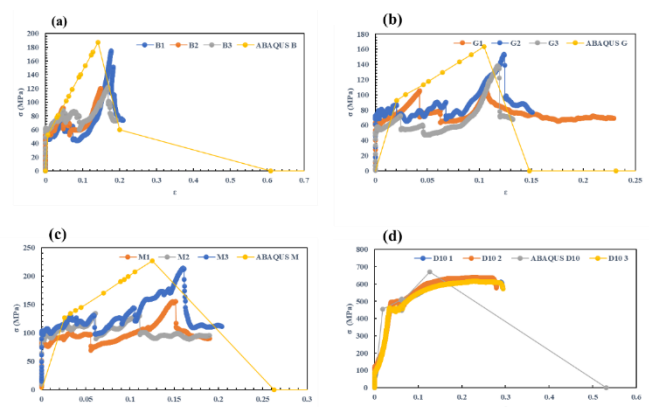 (a)
B1 B2 B3 ABAQUS B
σ (MPa)
200
180
160
140
120
100
80
60
40
20
0
0 0.1 0.2 0.3 0.4 0.5 0.6 0.7
ε
(b)
G1 G2 G3 ABAQUS G
σ (MPa)
180
160
140
120
100
80
60
40
20
0
0 0.05 0.1 0.15 0.2 0.25
ε
(c)
M1 M2 M3 ABAQUS M
σ (MPa)
250
200
150
100
50
0
0 0.05 0.1 0.15 0.2 0.25 0.3
(d)
D10 1 D10 2 ABAQUS D10 D10 3
σ (MPa)
800
700
600
500
400
300
200
100
0
0 0.1 0.2 0.3 0.4 0.5 0.6